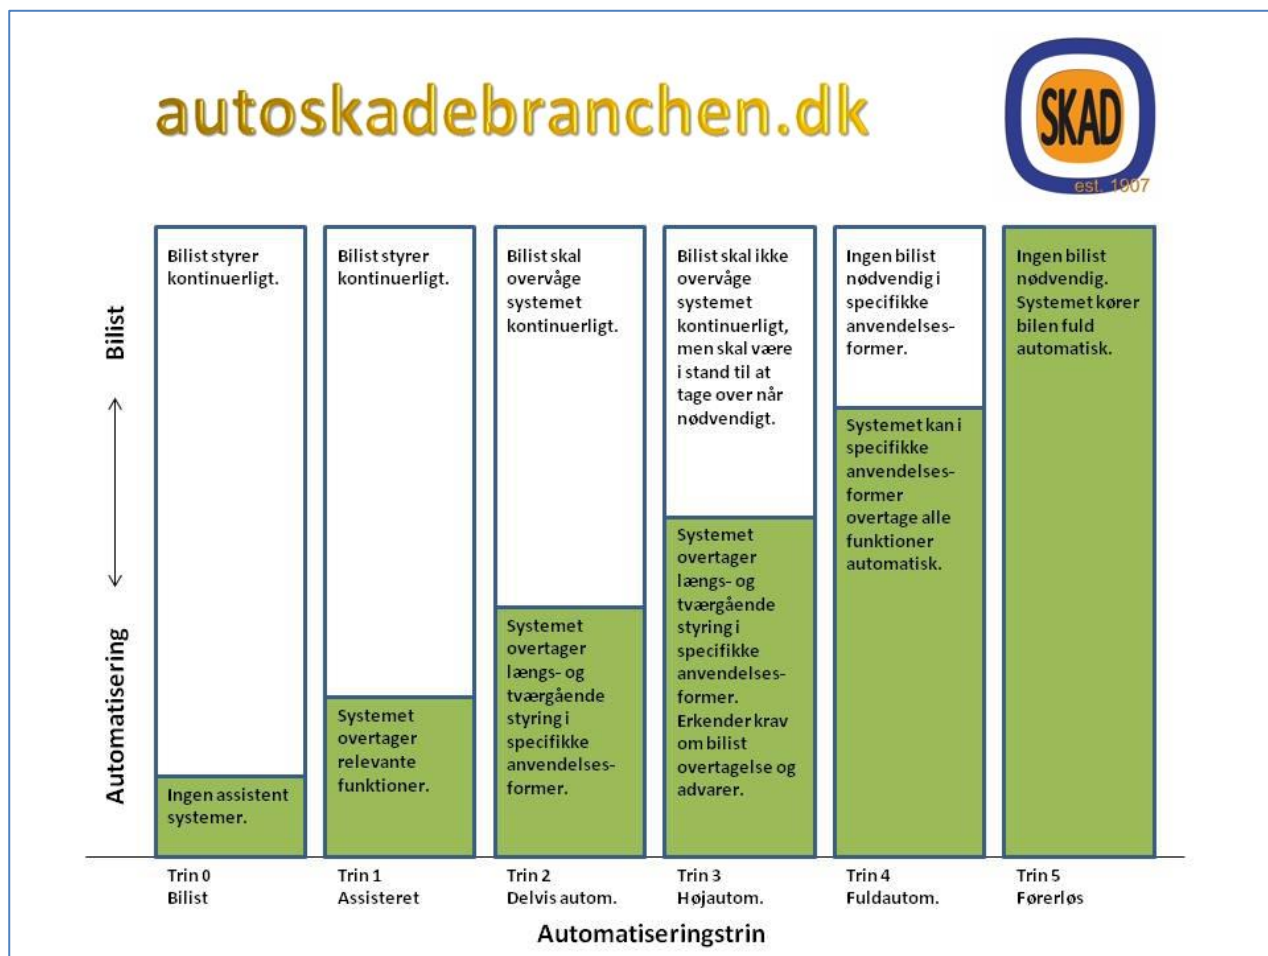 autoskadebranchen.dk
SKAD
est. 1907
Bilist styrer
kontinuerligt.
Ingen assistent
systemer.
Trin 0
Bilist
Bilist styrer
kontinuerligt.
Systemet
overtager
relevante
funktioner.
Trin 1
Assisteret
Bilist skal
overvåge
systemet
kontinuerligt.
Systemet
overtager
længs- og
tværgående
styring i
specifikke
anvendelses-
former.
Trin 2
Delvis autom.
Bilist skal ikke
overvåge
systemet
kontinuerligt,
men skal være
i stand til at
tage over når
nødvendigt.
Systemet
overtager
længs- og
tværgående
styring i
specifikke
anvendelses-
former.
Erkender krav
om bilist
overtagelse og
advarer.
Trin 3
Højautom.
Ingen bilist
nødvendig i
specifikke
anvendelses-
former.
Systemet kan i
specifikke
anvendelses-
former
overtage alle
funktioner
automatisk.
Trin 4
Fuldautom.
Ingen bilist
nødvendig.
Systemet kører
bilen fuld
automatisk.
Trin 5
Førerløs
Bilist
Automatisering
Automatiseringstrin